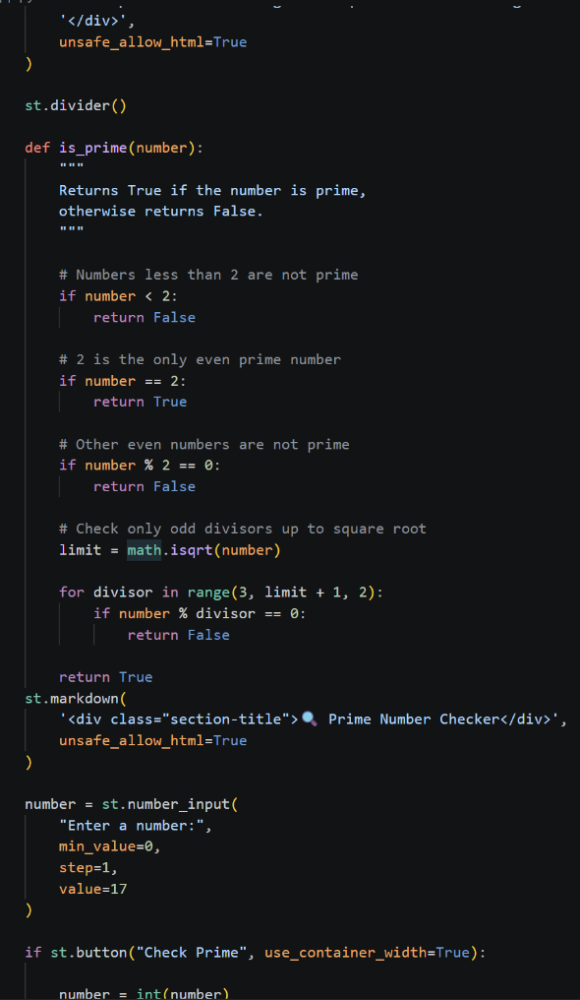 '</div>',
unsafe_allow_html=True
)
st.divider()
def is_prime(number):
"""
Returns True if the number is prime,
otherwise returns False.
"""
# Numbers less than 2 are not prime
if number < 2:
return False
# 2 is the only even prime number
if number == 2:
return True
# Other even numbers are not prime
if number % 2 == 0:
return False
# Check only odd divisors up to square root
limit = math.isqrt(number)
for divisor in range(3, limit + 1, 2):
if number % divisor == 0:
return False
return True
st.markdown(
'<div class="section-title">🔍 Prime Number Checker</div>',
unsafe_allow_html=True
)
number = st.number_input(
"Enter a number:",
min_value=0,
step=1,
value=17
)
if st.button("Check Prime", use_container_width=True):
number = int(number)